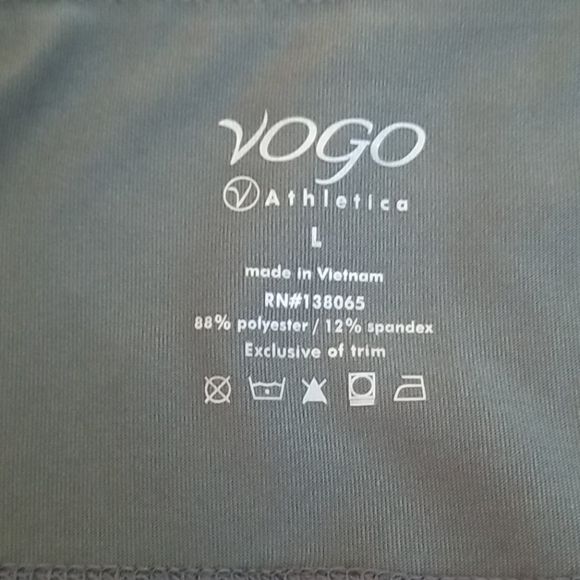 VOGO
Athletica
L
made in Vietnam
RN#138065
88% polyester / 12% spandex
Exclusive of trim